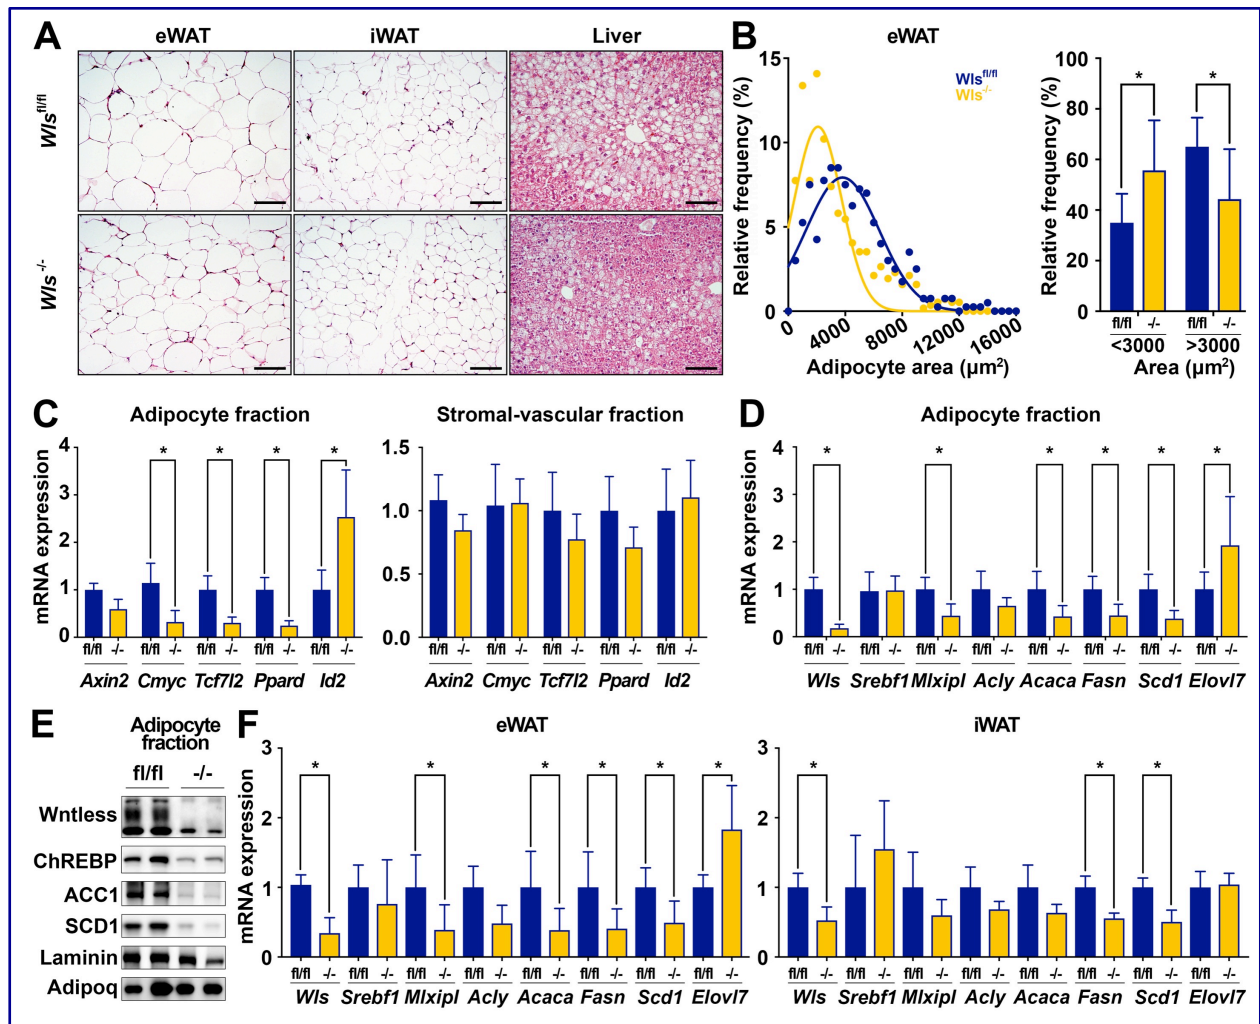 A
eWAT
iWAT
Liver
Wls fl/fl
Wls -/-
B
eWAT
Relative frequency (%)
15
10
5
0
0
4000
8000
12000
16000
Adipocyte area (µm²)
Wls fl/fl
Wls -/-
Relative frequency (%)
100
80
60
40
20
0
*
*
fl/fl -/- fl/fl -/-
<3000 >3000
Area (µm²)
C
Adipocyte fraction
mRNA expression
4
3
2
1
0
* * * *
fl/fl -/- fl/fl -/- fl/fl -/- fl/fl -/- fl/fl -/-
Axin2 Cmyc Tcf7l2 Ppard Id2
Stromal-vascular fraction
1.5
1.0
0.5
0.0
fl/fl -/- fl/fl -/- fl/fl -/- fl/fl -/- fl/fl -/-
Axin2 Cmyc Tcf7l2 Ppard Id2
D
Adipocyte fraction
mRNA expression
4
3
2
1
0
* * * * * *
fl/fl -/- fl/fl -/- fl/fl -/- fl/fl -/- fl/fl -/- fl/fl -/- fl/fl -/- fl/fl -/-
Wls Srebf1 Mlxipl Acly Acaca Fasn Scd1 Elovl7
E
Adipocyte
fraction
fl/fl -/-
Wntless
ChREBP
ACC1
SCD1
Laminin
Adipoq
F
eWAT
mRNA expression
3
2
1
0
* * * * * *
fl/fl -/- fl/fl -/- fl/fl -/- fl/fl -/- fl/fl -/- fl/fl -/- fl/fl -/- fl/fl -/-
Wls Srebf1 Mlxipl Acly Acaca Fasn Scd1 Elovl7
iWAT
3
2
1
0
* * *
fl/fl -/- fl/fl -/- fl/fl -/- fl/fl -/- fl/fl -/- fl/fl -/- fl/fl -/- fl/fl -/-
Wls Srebf1 Mlxipl Acly Acaca Fasn Scd1 Elovl7